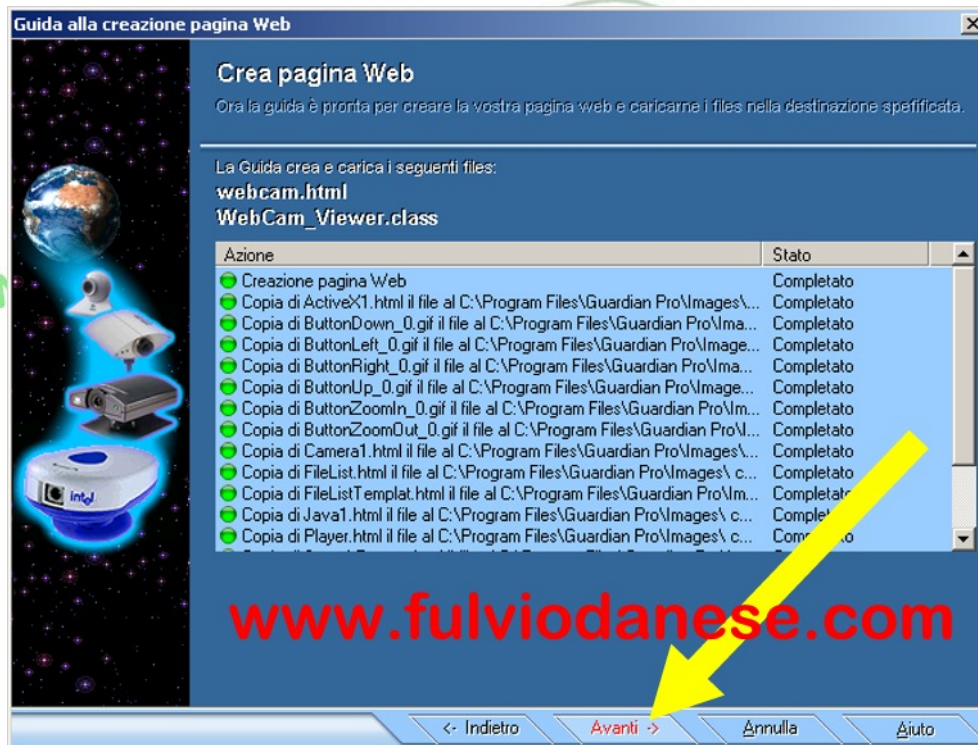 Guida alla creazione pagina Web
Crea pagina Web
Ora la guida è pronta per creare la vostra pagina web e caricarne i files nella destinazione spefificata.
La Guida crea e carica i seguenti files:
webcam.html
WebCam_Viewer.class
Azione Stato
Creazione pagina Web Completato
Copia di ActiveX1.html il file al C:\Program Files\Guardian Pro\Images\... Completato
Copia di ButtonDown_0.gif il file al C:\Program Files\Guardian Pro\Ima... Completato
Copia di ButtonLeft_0.gif il file al C:\Program Files\Guardian Pro\Image... Completato
Copia di ButtonRight_0.gif il file al C:\Program Files\Guardian Pro\Ima... Completato
Copia di ButtonUp_0.gif il file al C:\Program Files\Guardian Pro\Image... Completato
Copia di ButtonZoomIn_0.gif il file al C:\Program Files\Guardian Pro\Im... Completato
Copia di ButtonZoomOut_0.gif il file al C:\Program Files\Guardian Pro\I... Completato
Copia di Camera1.html il file al C:\Program Files\Guardian Pro\Images\... Completato
Copia di FileList.html il file al C:\Program Files\Guardian Pro\Images\ c... Completato
Copia di FileListTemplat.html il file al C:\Program Files\Guardian Pro\Im... Completato
Copia di Java1.html il file al C:\Program Files\Guardian Pro\Images\ c... Completato
Copia di Player.html il file al C:\Program Files\Guardian Pro\Images\ c... Completato
intel
www.fulviodanese.com
<- Indietro Avanti -> Annulla Aiuto